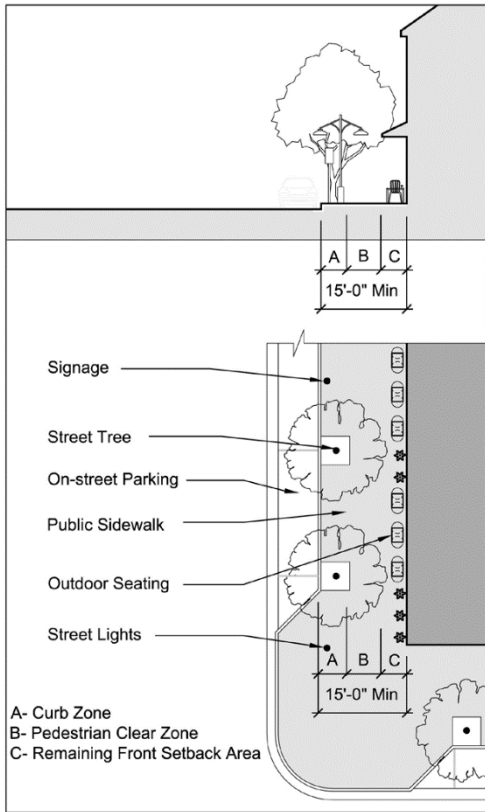 A B C
15'-0" Min
Signage
Street Tree
On-street Parking
Public Sidewalk
Outdoor Seating
Street Lights
A B C
15'-0" Min
A- Curb Zone
B- Pedestrian Clear Zone
C- Remaining Front Setback Area